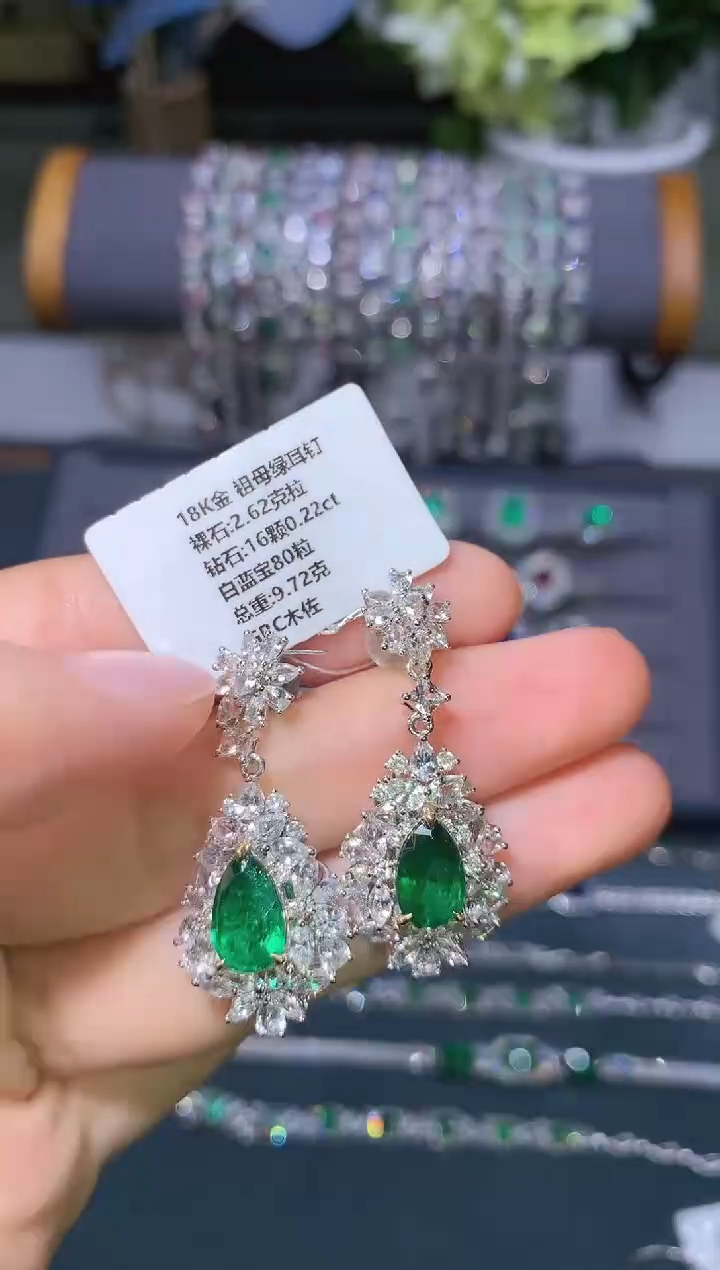 18K金 祖母绿耳钉
裸石:2.62克拉
钻石:16颗0.22ct
白蓝宝80粒
总重:9.72克
C木佐